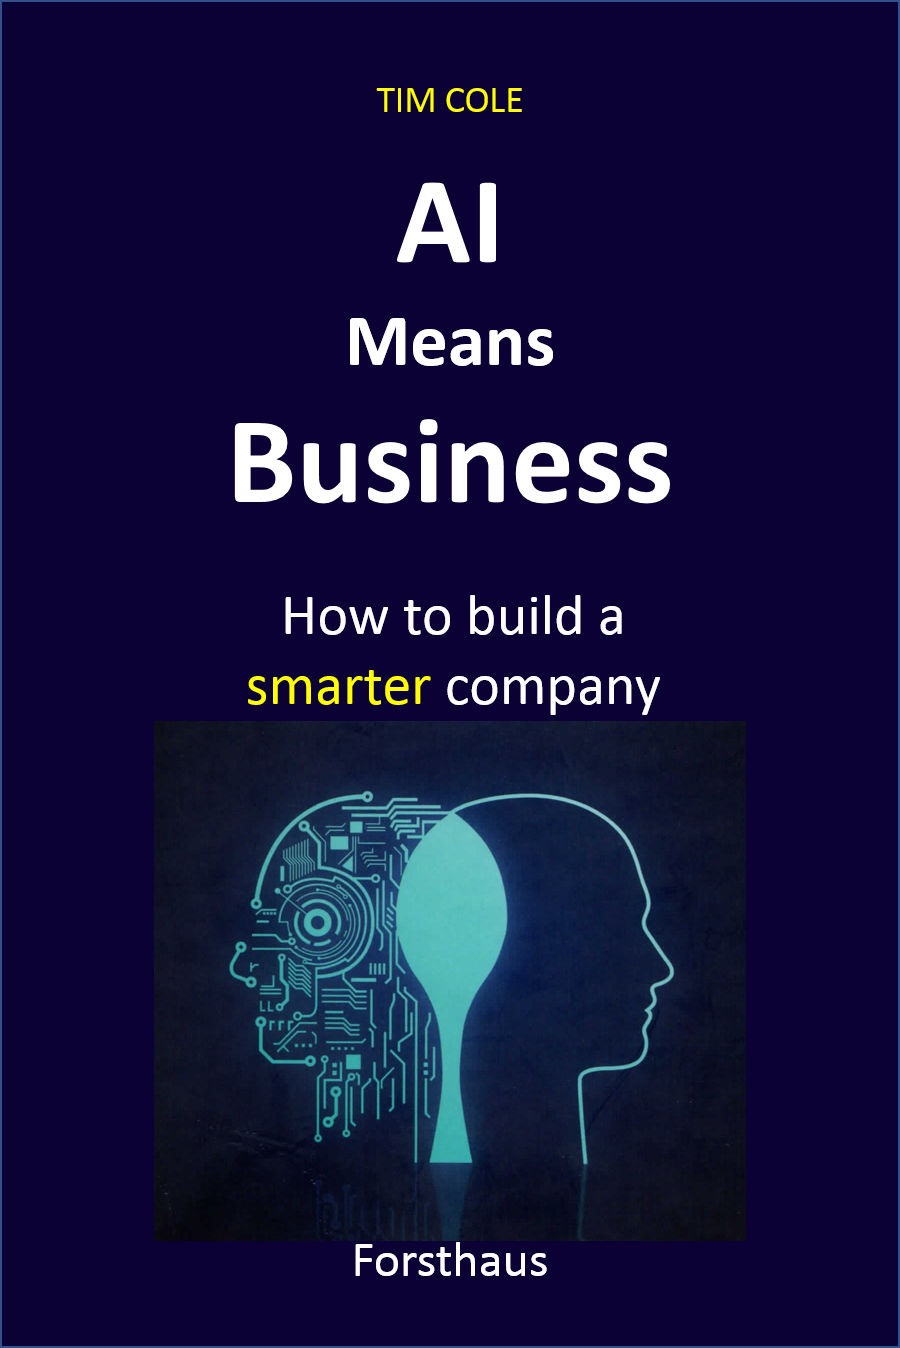 TIM COLE
AI
Means
Business
How to build a
smarter company
Forsthaus